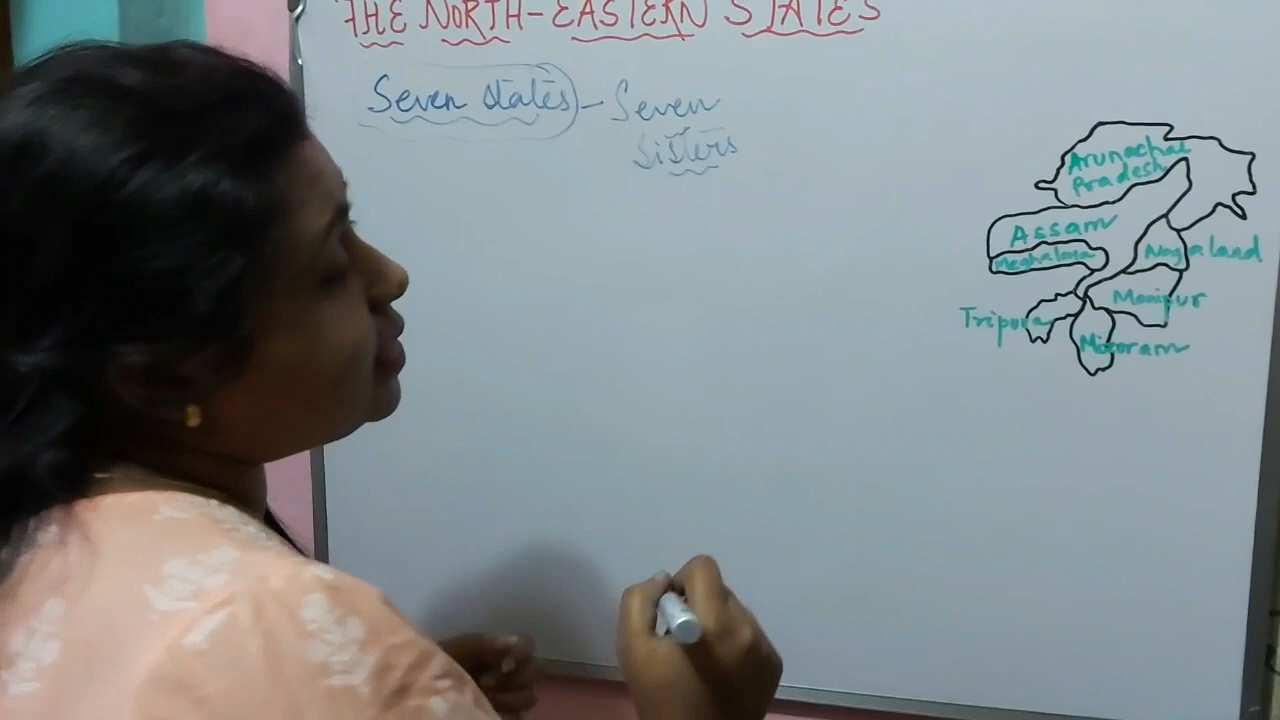 THE NORTH-EASTERN STATES
Seven states - Seven
Sisters
Arunachal
Pradesh
Assam
Meghalaya
Nagaland
Manipur
Tripura
Mizoram